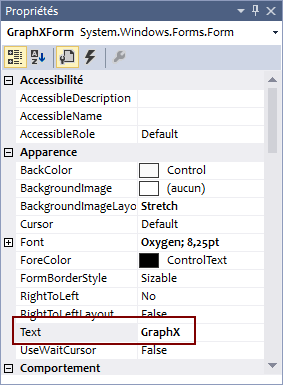 Propriétés
GraphXForm System.Windows.Forms.Form
Accessibilité
AccessibleDescription
AccessibleName
AccessibleRole Default
Apparence
BackColor Control
BackgroundImage (aucun)
BackgroundImageLayo Stretch
Cursor Default
Font Oxygen; 8,25pt
ForeColor ControlText
FormBorderStyle Sizable
RightToLeft No
RightToLeftLayout False
Text GraphX
UseWaitCursor False
Comportement